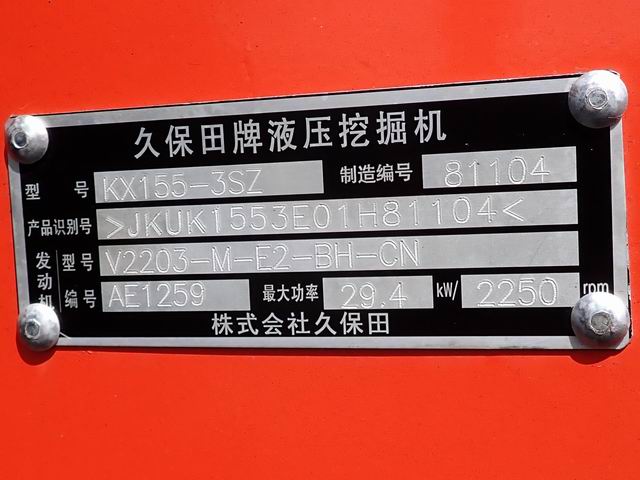 久保田牌液压挖掘机
型 号 KX155-3SZ 制造编号 81104
产品识别号 >JKUK1553E01H81104<
发动机 型号 V2203-M-E2-BH-CN
编号 AE1259 最大功率 29.4 kW/ 2250 rpm
株式会社久保田